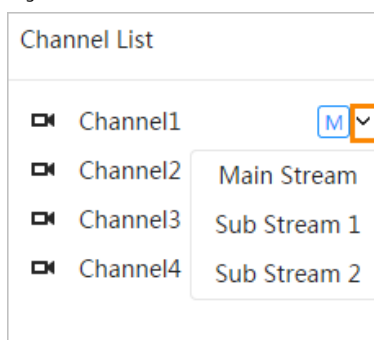 Channel List
Channel1 M
Channel2
Main Stream
Channel3
Sub Stream 1
Channel4
Sub Stream 2